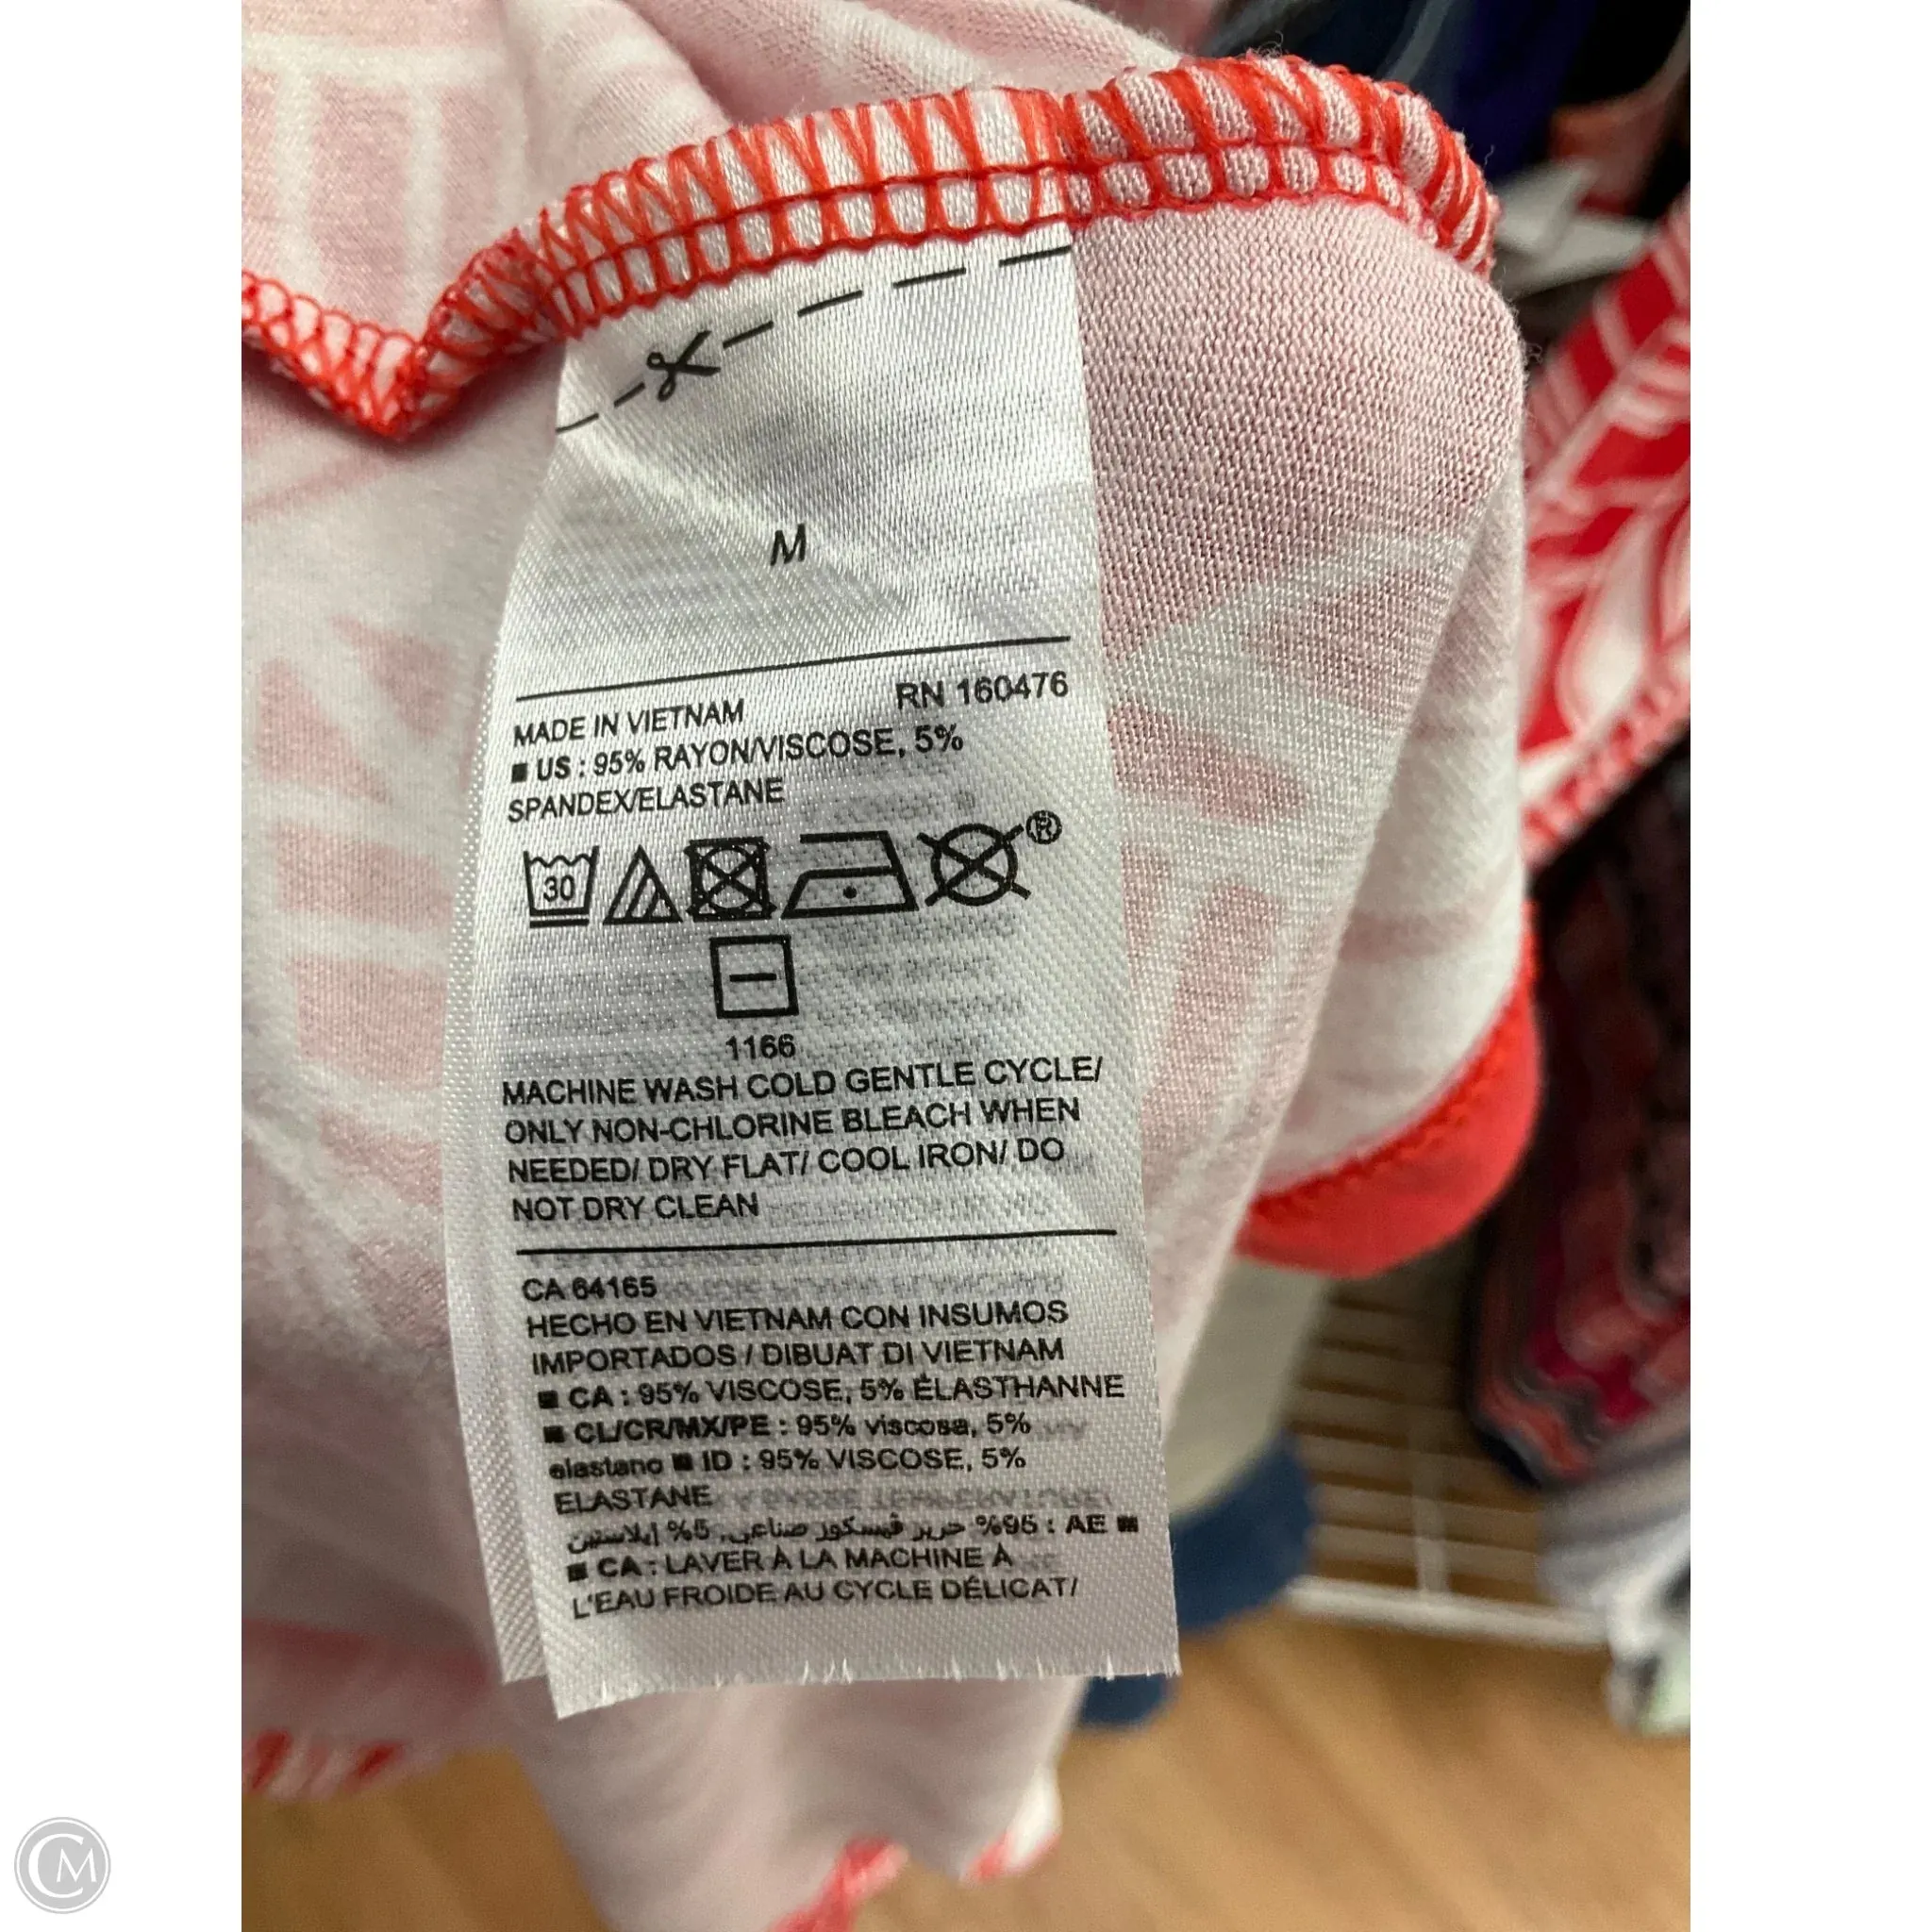 M
RN 160476
MADE IN VIETNAM
■ US : 95% RAYON/VISCOSE, 5%
SPANDEX/ELASTANE
30
®
1166
MACHINE WASH COLD GENTLE CYCLE/
ONLY NON-CHLORINE BLEACH WHEN
NEEDED/ DRY FLAT/ COOL IRON/ DO
NOT DRY CLEAN
CA 64165
HECHO EN VIETNAM CON INSUMOS
IMPORTADOS / DIBUAT DI VIETNAM
■ CA : 95% VISCOSE, 5% ÉLASTHANNE
■ CL/CR/MX/PE : 95% viscosa, 5%
elastano ■ ID : 95% VISCOSE, 5%
ELASTANE
■ AE : 95% حرير فيسكوز صناعي, 5% إيلاستين
■ CA : LAVER À LA MACHINE À
L'EAU FROIDE AU CYCLE DÉLICAT/
CM